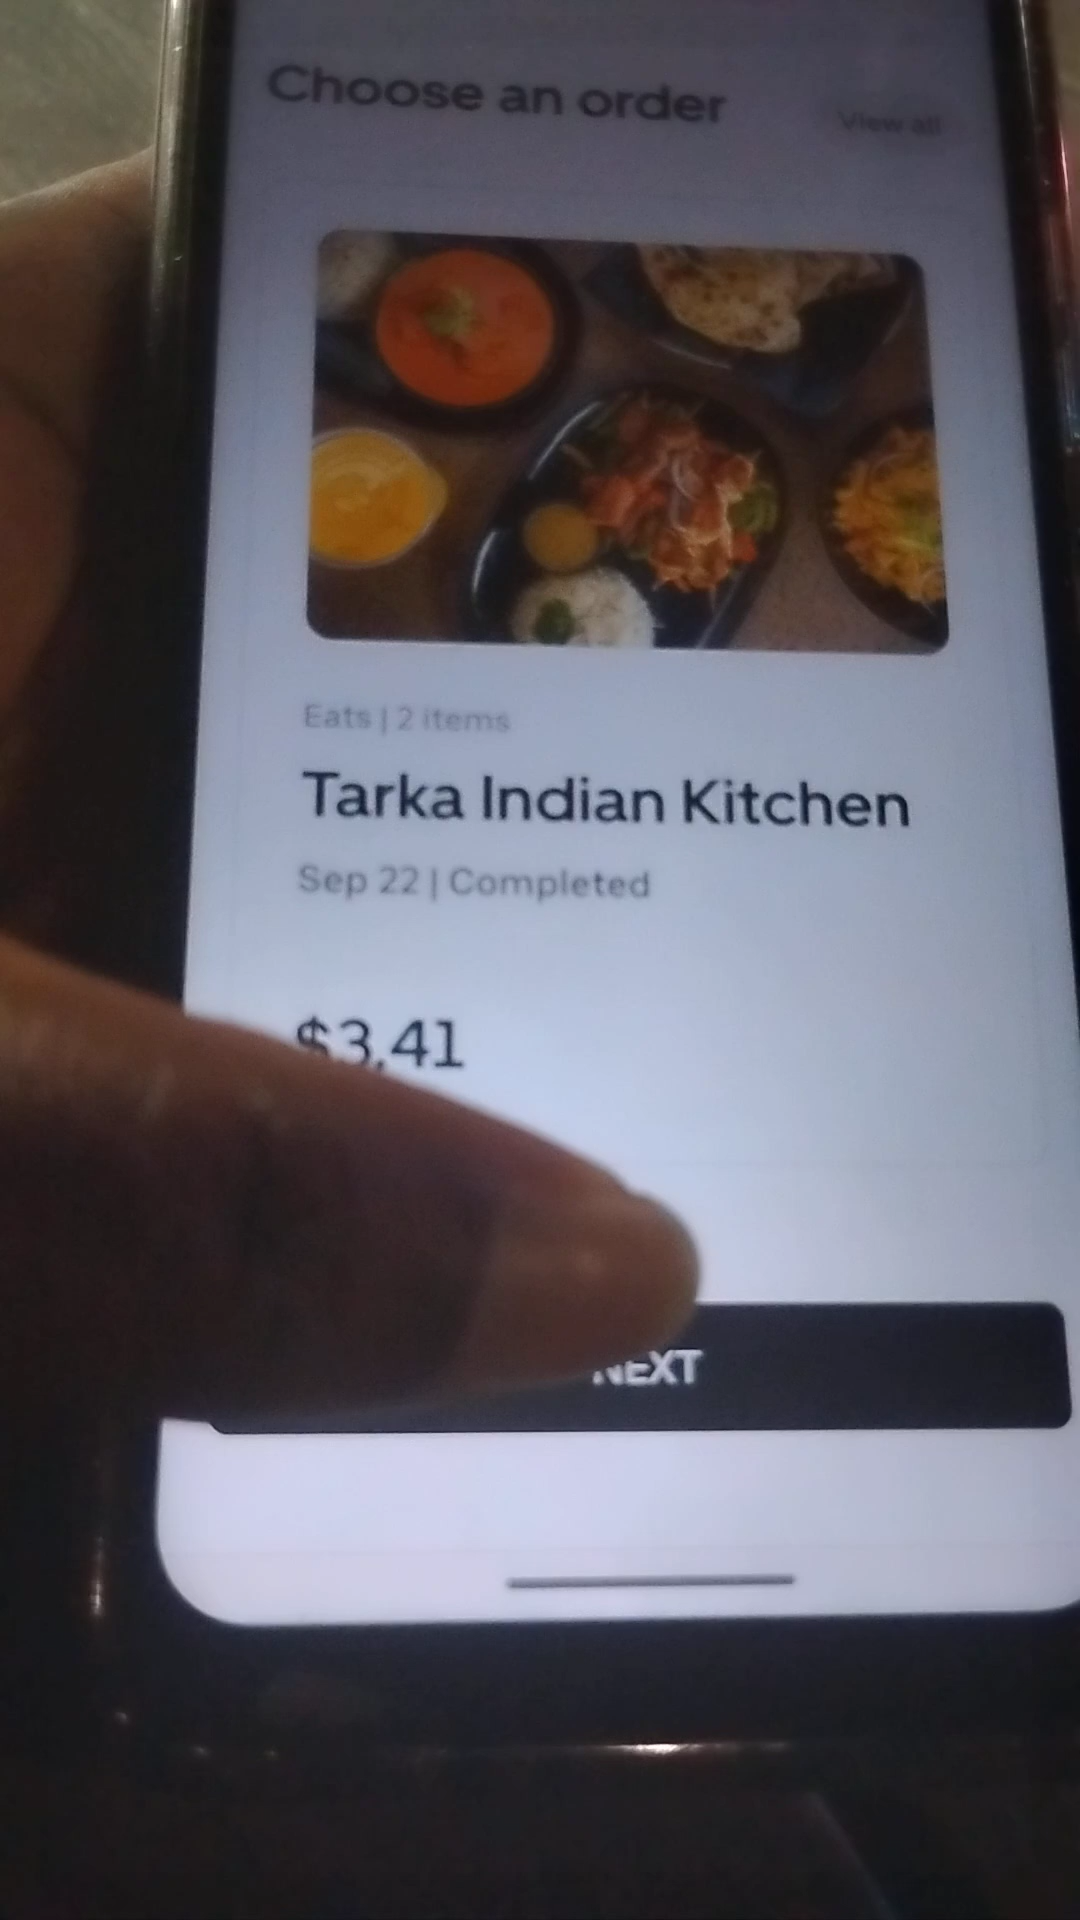 Choose an order
View all
Eats | 2 items
Tarka Indian Kitchen
Sep 22 | Completed
$3.41
NEXT